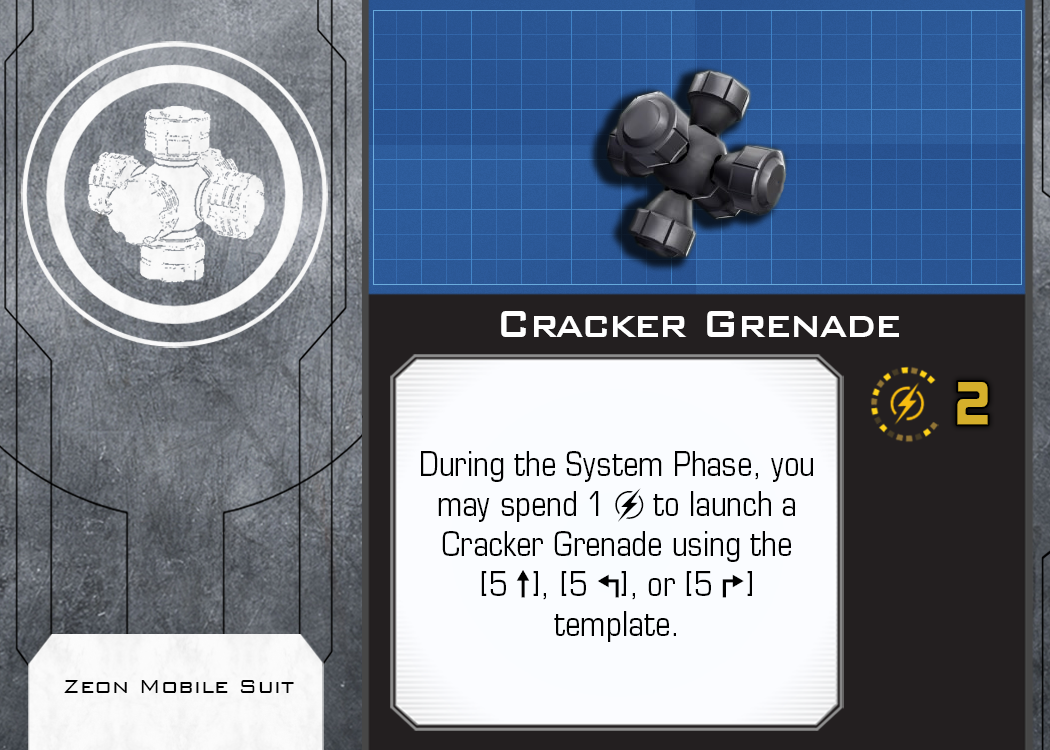 Cracker Grenade
2
During the System Phase, you
may spend 1 to launch a
Cracker Grenade using the
[5 ↑], [5 ↰], or [5 ↱]
template.
Zeon Mobile Suit